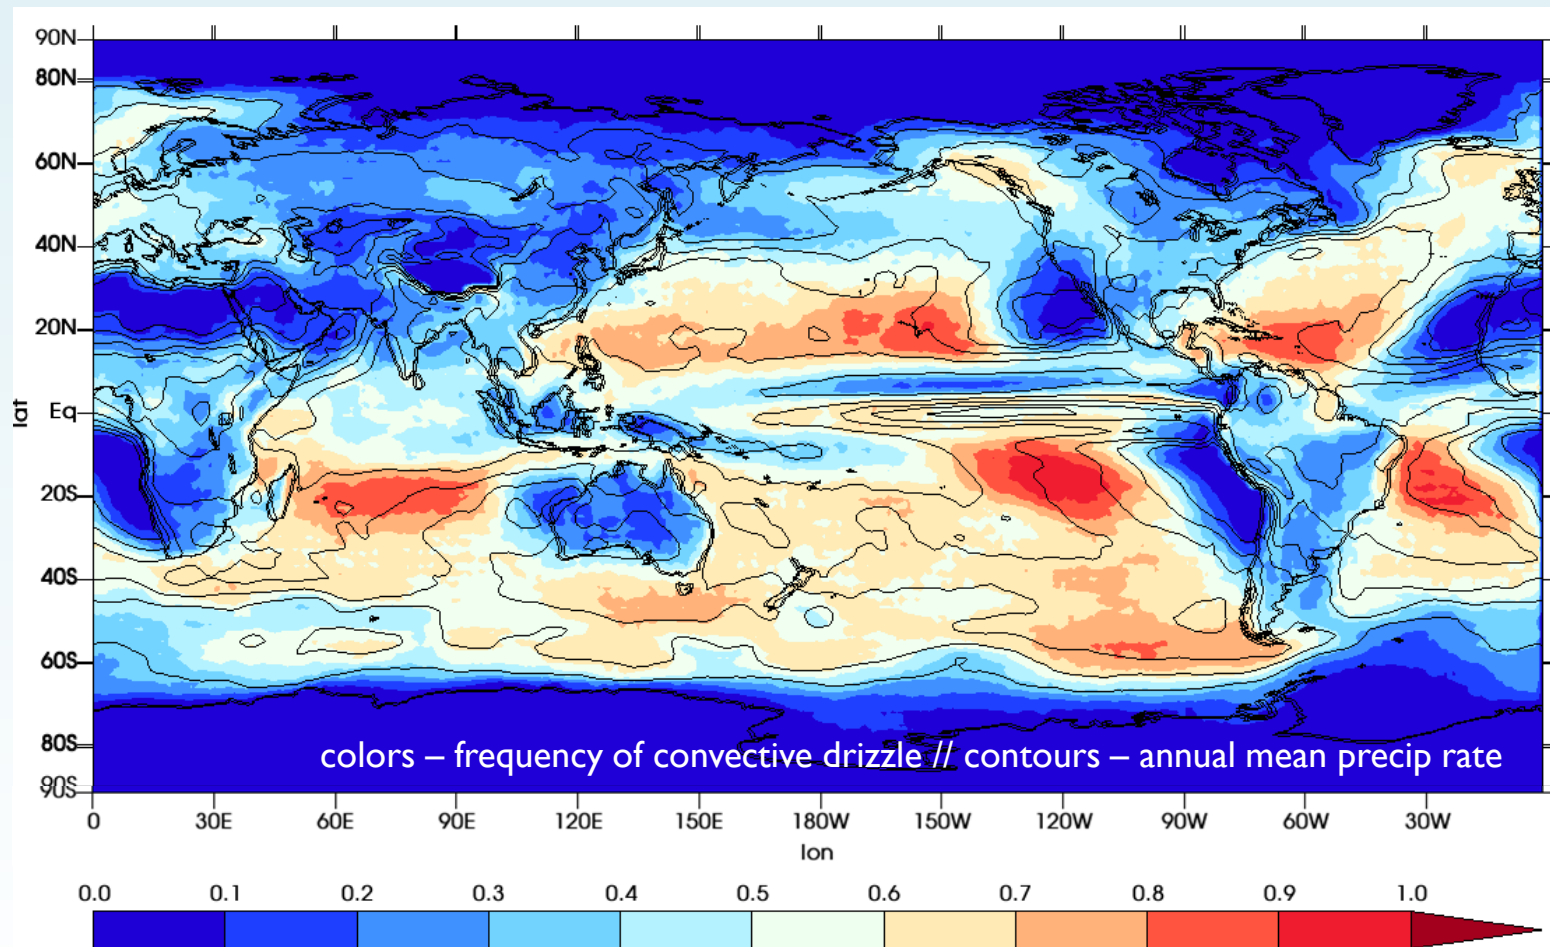 90N
80N
60N
40N
20N
Eq
20S
40S
60S
80S
90S
lat
colors – frequency of convective drizzle // contours – annual mean precip rate
0 30E 60E 90E 120E 150E 180W 150W 120W 90W 60W 30W
lon
0.0 0.1 0.2 0.3 0.4 0.5 0.6 0.7 0.8 0.9 1.0